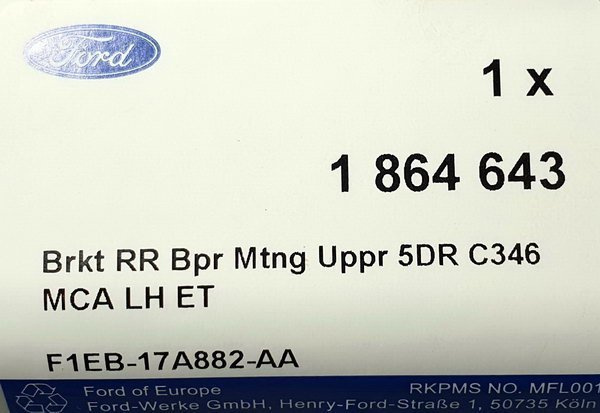 Ford
1 x
1 864 643
Brkt RR Bpr Mtng Uppr 5DR C346
MCA LH ET
F1EB-17A882-AA
Ford of Europe RKPMS NO. MFL001
Ford-Werke GmbH, Henry-Ford-Straße 1, 50735 Köln